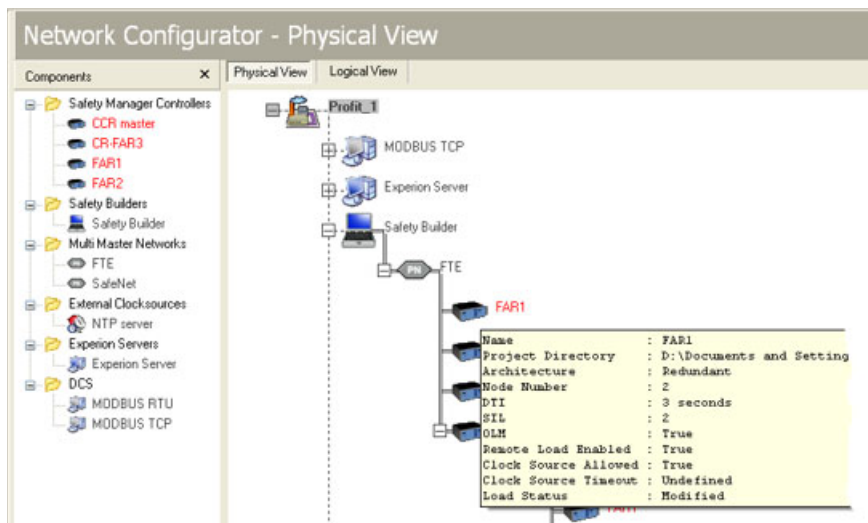 Network Configurator - Physical View
Components
Physical View
Logical View
Safety Manager Controllers
CCR master
CR-FAR3
FAR1
FAR2
Safety Builders
Safety Builder
Multi Master Networks
FTE
SafeNet
External Clocksources
NTP server
Experion Servers
Experion Server
DCS
MODBUS RTU
MODBUS TCP
Profit_1
MODBUS TCP
Experion Server
Safety Builder
PN FTE
FAR1
Name : FAR1
Project Directory : D:\Documents and Setting
Architecture : Redundant
Node Number : 2
DTI : 3 seconds
SIL : 2
OLM : True
Remote Load Enabled : True
Clock Source Allowed : True
Clock Source Timeout : Undefined
Load Status : Modified